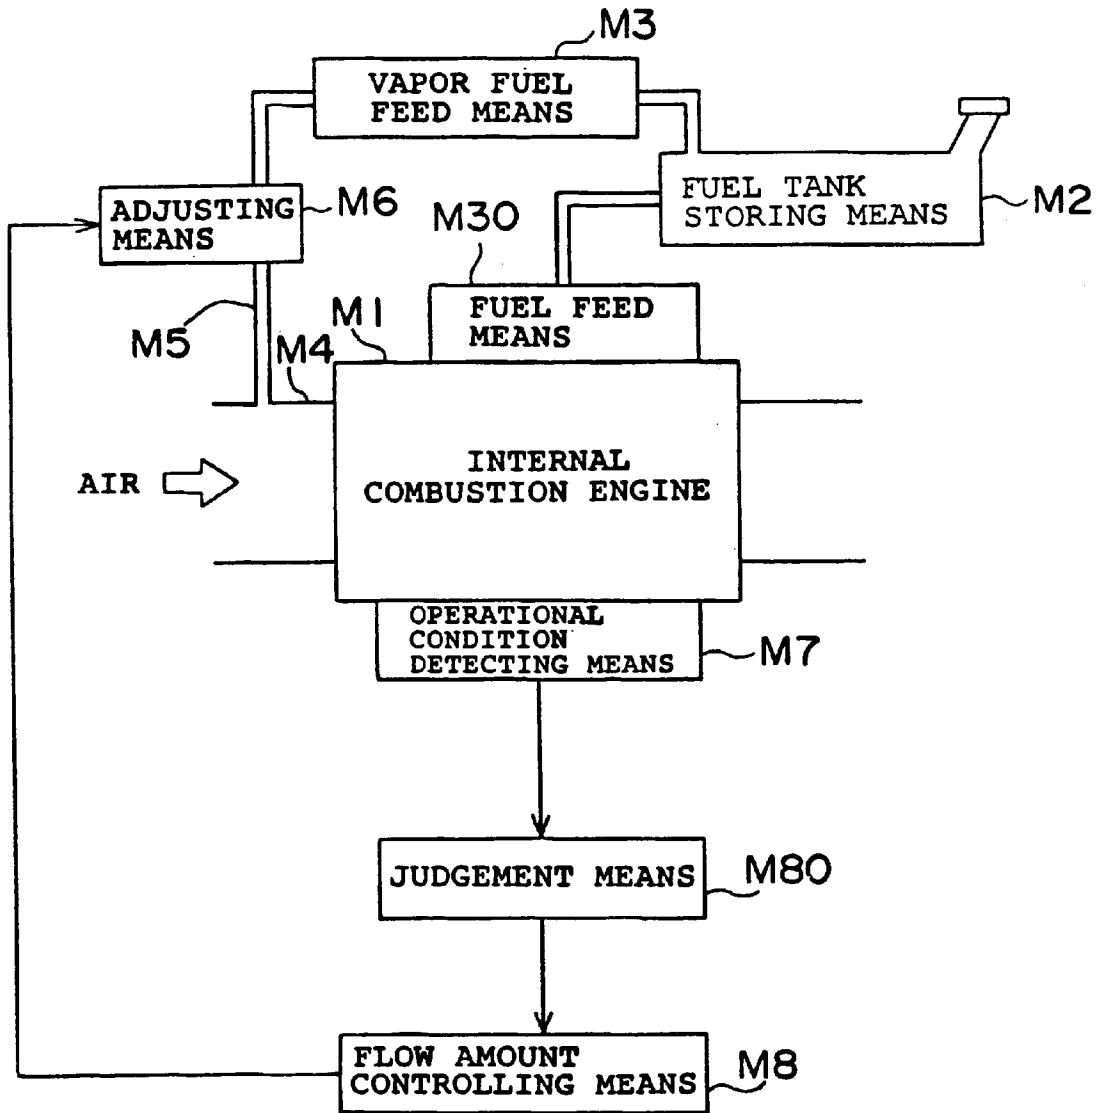 M3
VAPOR FUEL
FEED MEANS
ADJUSTING
MEANS
M6
M30
FUEL TANK
STORING MEANS
M2
M5
M1
M4
FUEL FEED
MEANS
AIR
INTERNAL
COMBUSTION ENGINE
OPERATIONAL
CONDITION
DETECTING MEANS
M7
JUDGEMENT MEANS
M80
FLOW AMOUNT
CONTROLLING MEANS
M8